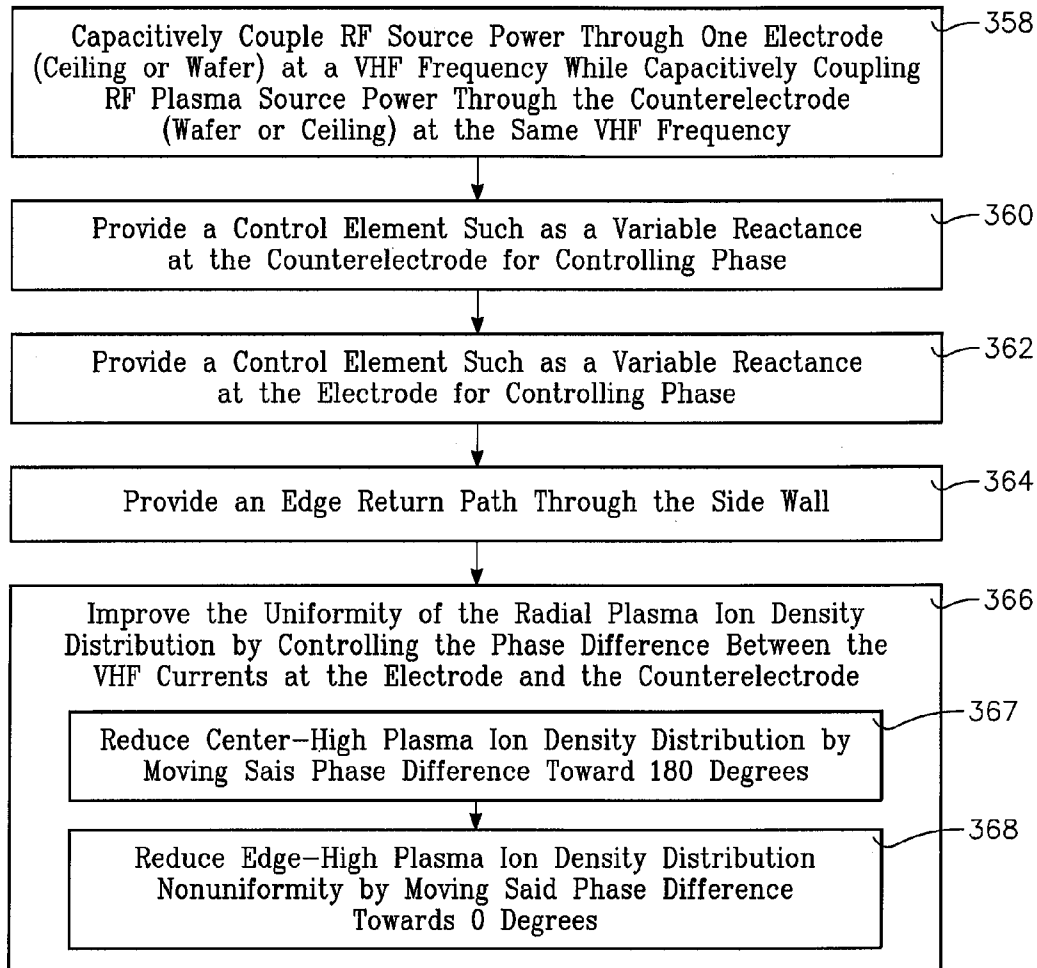 Capacitively Couple RF Source Power Through One Electrode
(Ceiling or Wafer) at a VHF Frequency While Capacitively Coupling
RF Plasma Source Power Through the Counterelectrode
(Wafer or Ceiling) at the Same VHF Frequency
358
Provide a Control Element Such as a Variable Reactance
at the Counterelectrode for Controlling Phase
360
Provide a Control Element Such as a Variable Reactance
at the Electrode for Controlling Phase
362
Provide an Edge Return Path Through the Side Wall
364
Improve the Uniformity of the Radial Plasma Ion Density
Distribution by Controlling the Phase Difference Between the
VHF Currents at the Electrode and the Counterelectrode
366
Reduce Center-High Plasma Ion Density Distribution by
Moving Sais Phase Difference Toward 180 Degrees
367
Reduce Edge-High Plasma Ion Density Distribution
Nonuniformity by Moving Said Phase Difference
Towards 0 Degrees
368